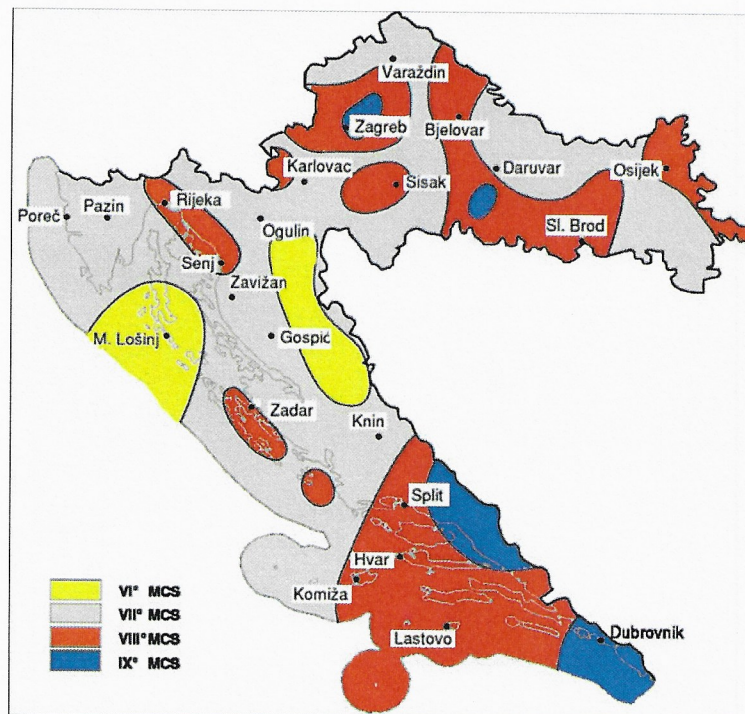 Varaždin
Zagreb
Bjelovar
Karlovac
Sisak
Daruvar
Osijek
Rijeka
Poreč
Pazin
Ogulin
Sl. Brod
Senj
Zavižan
M. Lošinj
Gospić
Zadar
Knin
Split
Hvar
Komiža
Lastovo
Dubrovnik
VI° MCS
VII° MCS
VIII° MCS
IX° MCS